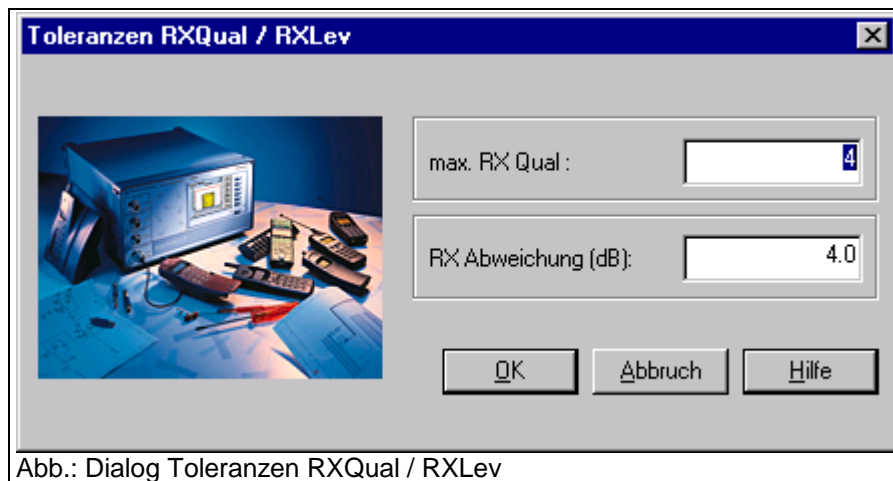 Toleranzen RXQual / RXLev
max. RX Qual :
4
RX Abweichung (dB):
4.0
OK
Abbruch
Hilfe
Abb.: Dialog Toleranzen RXQual / RXLev